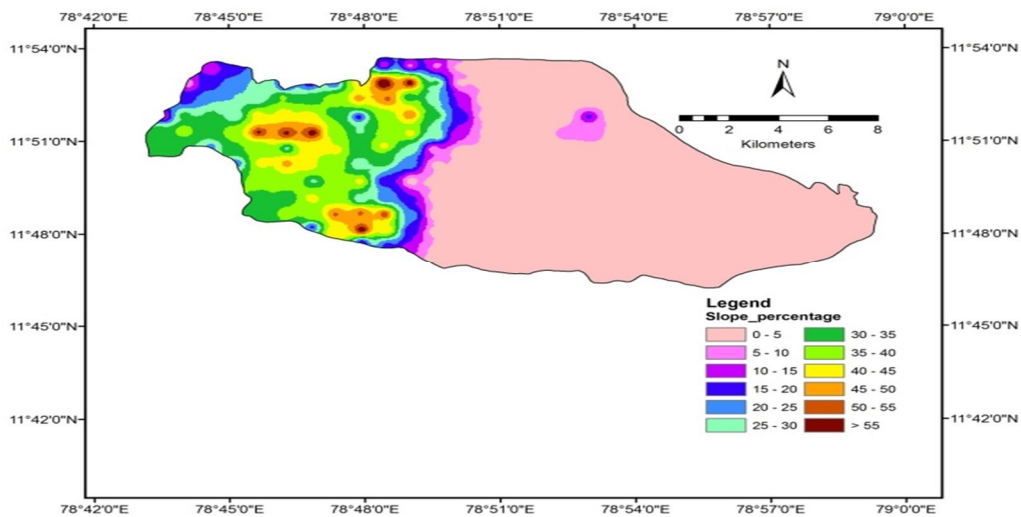 78°42'0"E 78°45'0"E 78°48'0"E 78°51'0"E 78°54'0"E 78°57'0"E 79°0'0"E
11°54'0"N 11°54'0"N
N
0 2 4 6 8
Kilometers
11°51'0"N 11°51'0"N
11°48'0"N 11°48'0"N
Legend
Slope_percentage
11°45'0"N 11°45'0"N
0 - 5 30 - 35
5 - 10 35 - 40
10 - 15 40 - 45
15 - 20 45 - 50
20 - 25 50 - 55
11°42'0"N 11°42'0"N
25 - 30 > 55
78°42'0"E 78°45'0"E 78°48'0"E 78°51'0"E 78°54'0"E 78°57'0"E 79°0'0"E